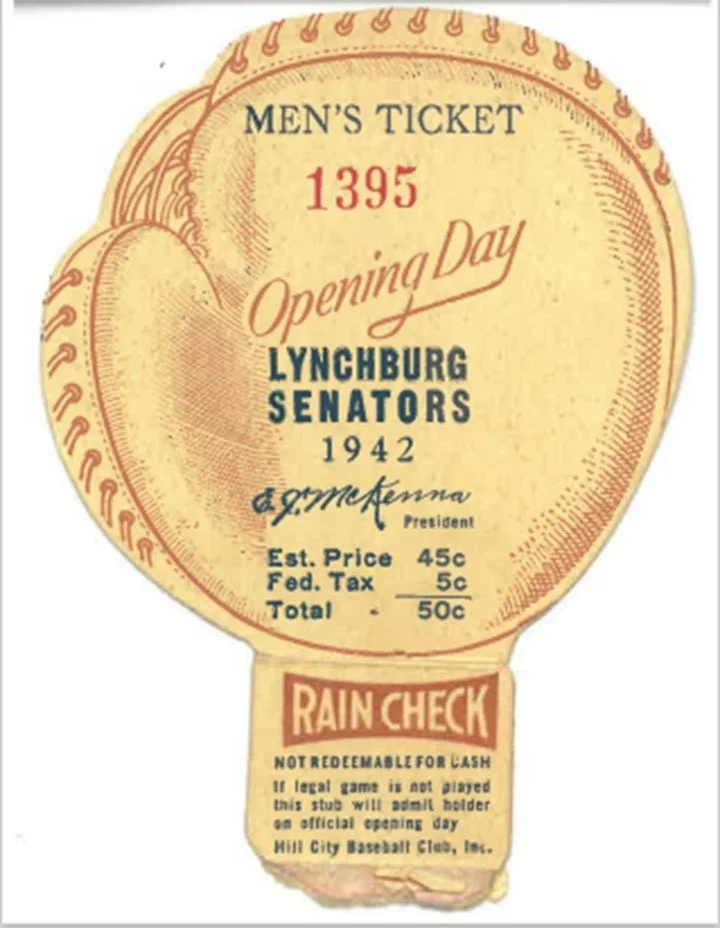 MEN'S TICKET
1395
Opening Day
LYNCHBURG
SENATORS
1942
E.J. McKenna
President
Est. Price 45c
Fed. Tax 5c
Total - 50c
RAIN CHECK
NOT REDEEMABLE FOR CASH
If legal game is not played
this stub will admit holder
on official opening day
Hill City Baseball Club, Inc.